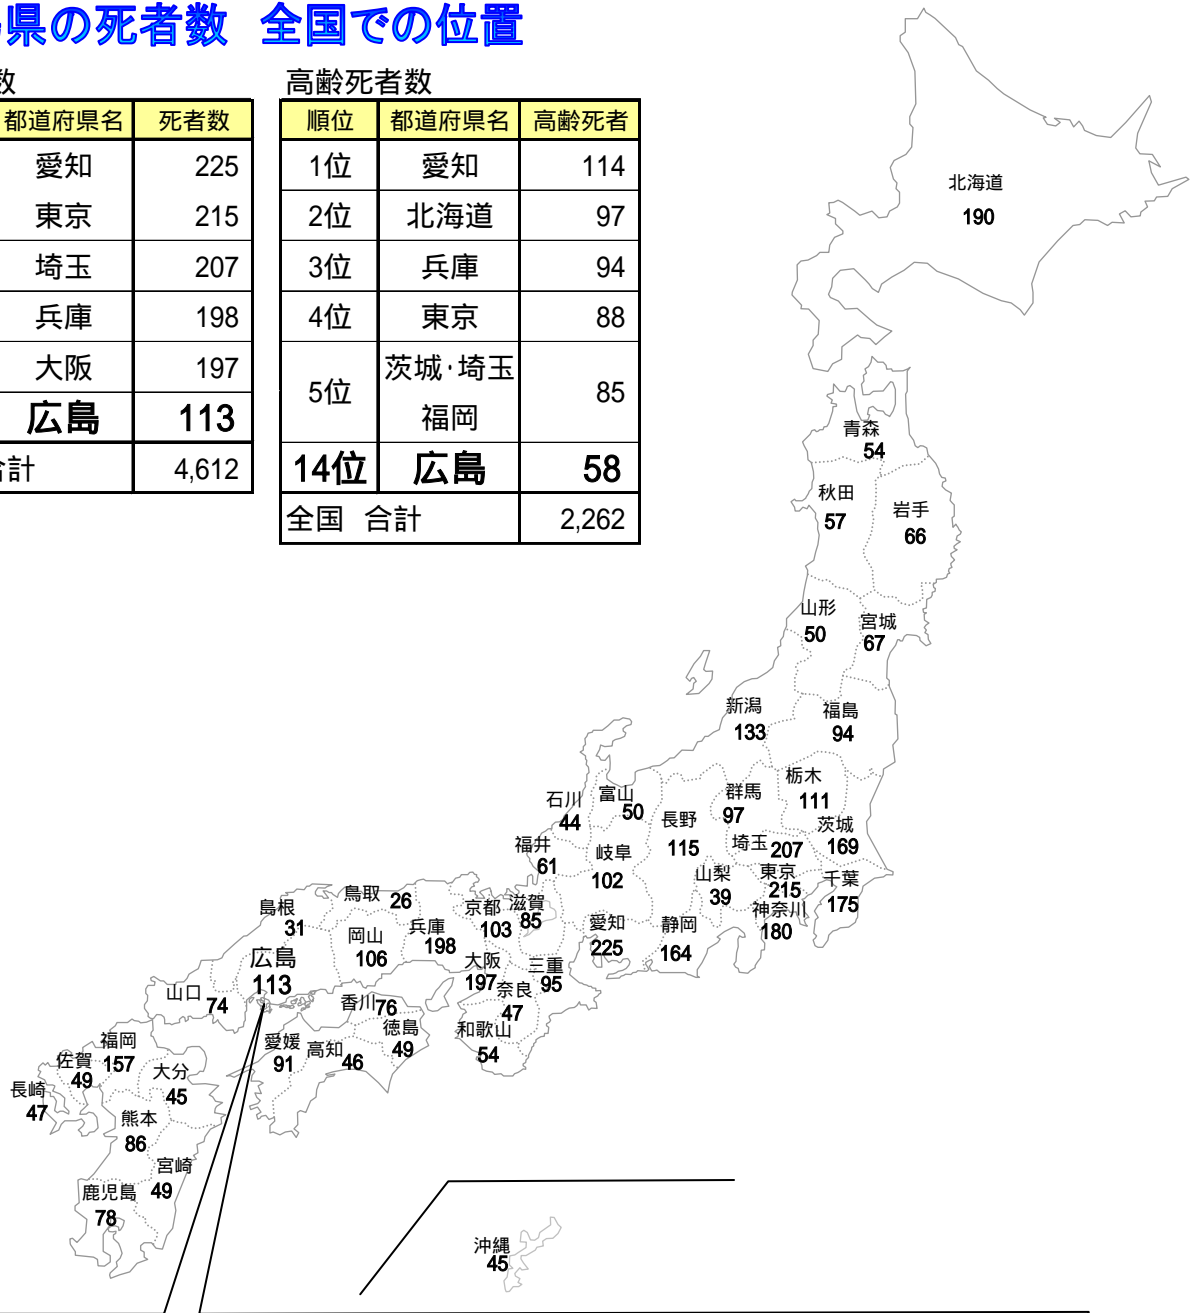 県の死者数 全国での位置
数
都道府県名 死者数
愛知 225
東京 215
埼玉 207
兵庫 198
大阪 197
広島 113
合計 4,612
高齢死者数
順位 都道府県名 高齢死者
1位 愛知 114
2位 北海道 97
3位 兵庫 94
4位 東京 88
5位 茨城・埼玉 85
福岡
14位 広島 58
全国 合計 2,262
北海道
190
青森
54
秋田
57
岩手
66
山形
50
宮城
67
新潟
133
福島
94
栃木
111
群馬
97
富山
50
石川
44
長野
115
茨城
169
埼玉 207
福井
61
岐阜
102
山梨
39
東京
215
千葉
175
神奈川
180
鳥取 26
島根
31
京都
103
滋賀
85
兵庫
198
岡山
106
愛知
225
静岡
164
広島
113
大阪
197
三重
95
奈良
47
山口 74
香川 76
徳島
49
和歌山
54
愛媛
91
高知 46
福岡
157
佐賀
49
大分
45
長崎
47
熊本
86
宮崎
49
鹿児島
78
沖縄
45